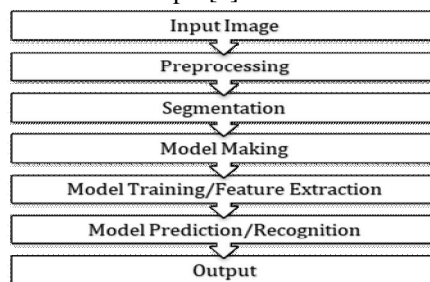 Input Image
Preprocessing
Segmentation
Model Making
Model Training/Feature Extraction
Model Prediction/Recognition
Output